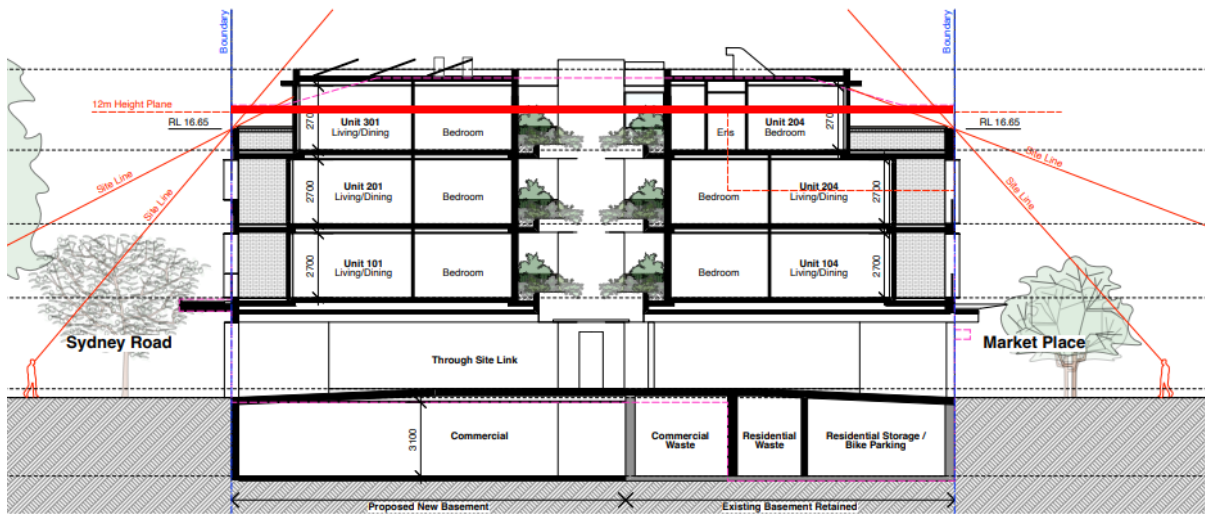 Boundary
Boundary
12m Height Plane
RL 16.65
RL 16.65
2700
Unit 301
Living/Dining
Bedroom
Ens
Unit 204
Bedroom
2700
Site Line
Site Line
Site Line
Site Line
2700
Unit 201
Living/Dining
Bedroom
Bedroom
Unit 204
Living/Dining
2700
2700
Unit 101
Living/Dining
Bedroom
Bedroom
Unit 104
Living/Dining
2700
Sydney Road
Market Place
Through Site Link
3100
Commercial
Commercial
Waste
Residential
Waste
Residential Storage /
Bike Parking
Proposed New Basement
Existing Basement Retained